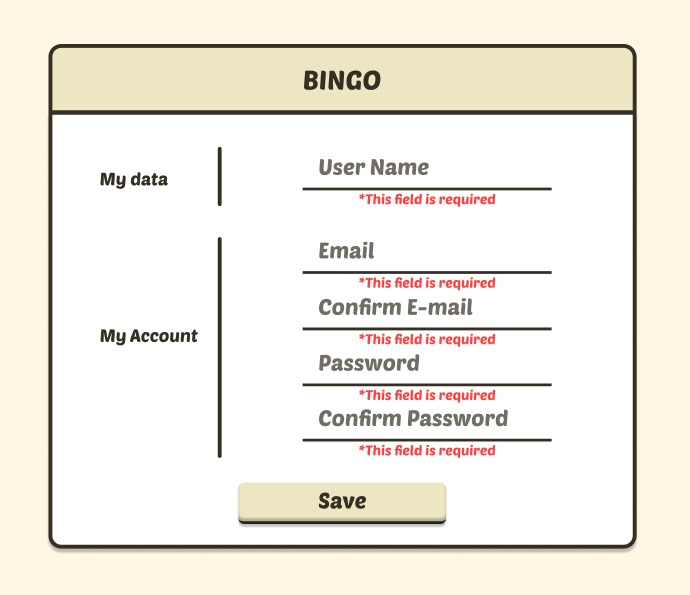 BINGO
My data
User Name
*This field is required
My Account
Email
*This field is required
Confirm E-mail
*This field is required
Password
*This field is required
Confirm Password
*This field is required
Save